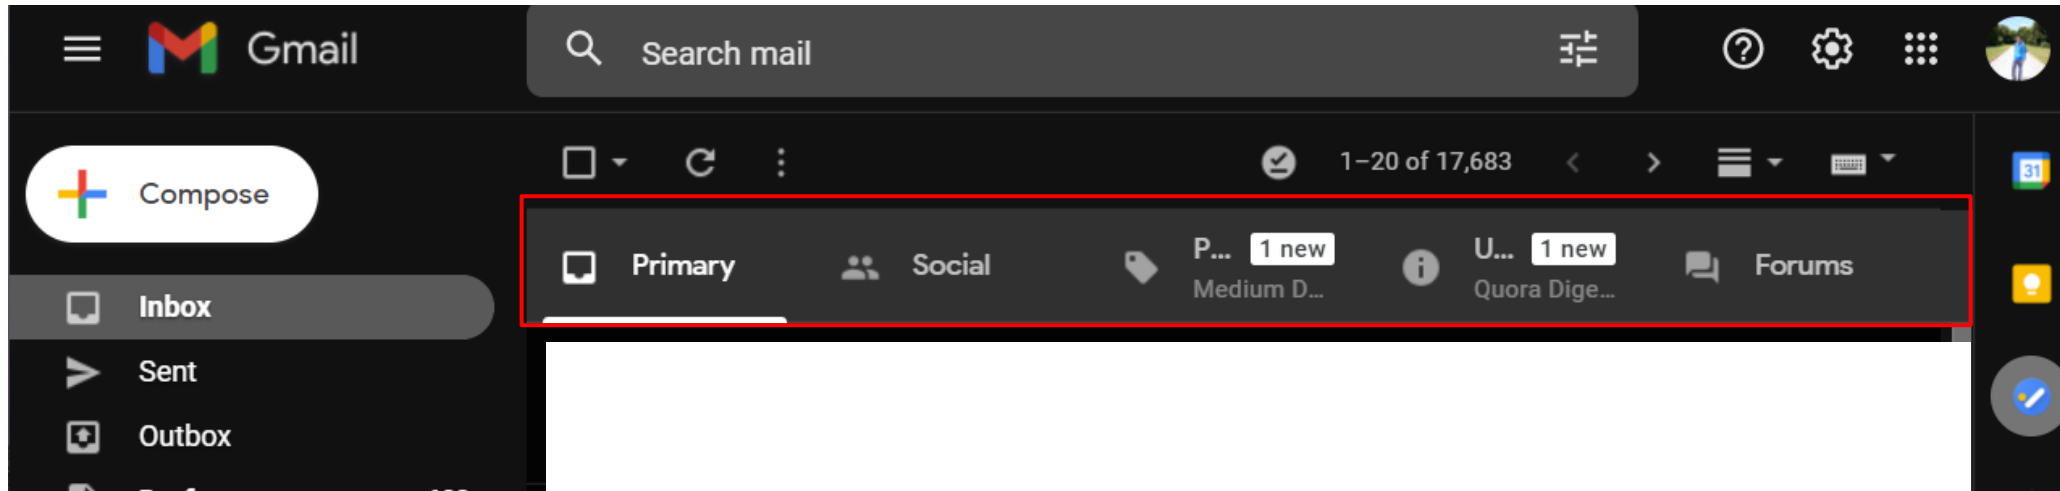 Gmail
Search mail
Compose
1–20 of 17,683
Primary
Social
P... 1 new
Medium D...
U... 1 new
Quora Dige...
Forums
Inbox
Sent
Outbox
31